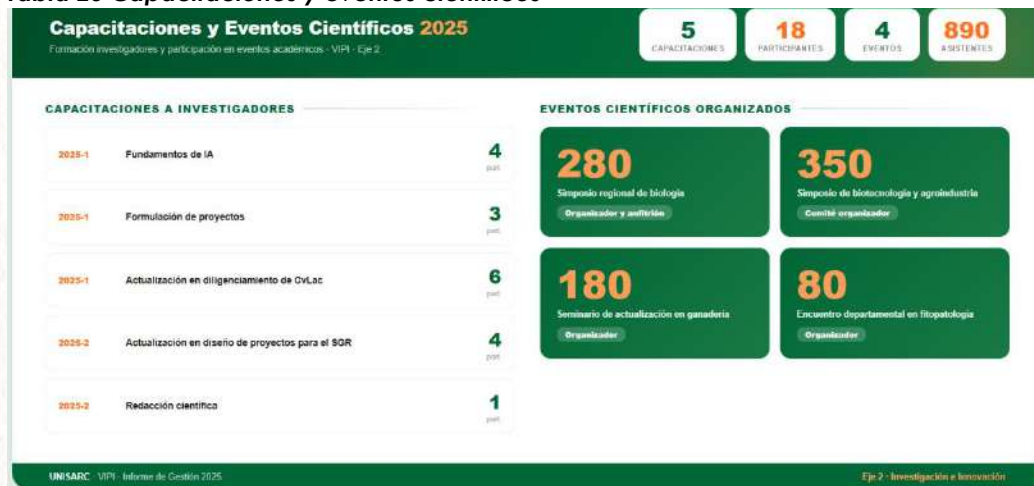 Tabla 10 Capacitaciones y eventos científicos
Capacitaciones y Eventos Científicos 2025
Formación investigadores y participación en eventos académicos · VIPI · Eje 2
5
CAPACITACIONES
18
PARTICIPANTES
4
EVENTOS
890
ASISTENTES
CAPACITACIONES A INVESTIGADORES
2025-1 Fundamentos de IA 4
part.
2025-1 Formulación de proyectos 3
part.
2025-1 Actualización en diligenciamiento de CvLac 6
part.
2025-2 Actualización en diseño de proyectos para el SGR 4
part.
2025-2 Redacción científica 1
part.
EVENTOS CIENTÍFICOS ORGANIZADOS
280
Simposio regional de biología
Organizador y anfitrión
350
Simposio de biotecnología y agroindustria
Comité organizador
180
Seminario de actualización en ganadería
Organizador
80
Encuentro departamental en fitopatología
Organizador
UNISARC · VIPI · Informe de Gestión 2025
Eje 2 · Investigación e Innovación